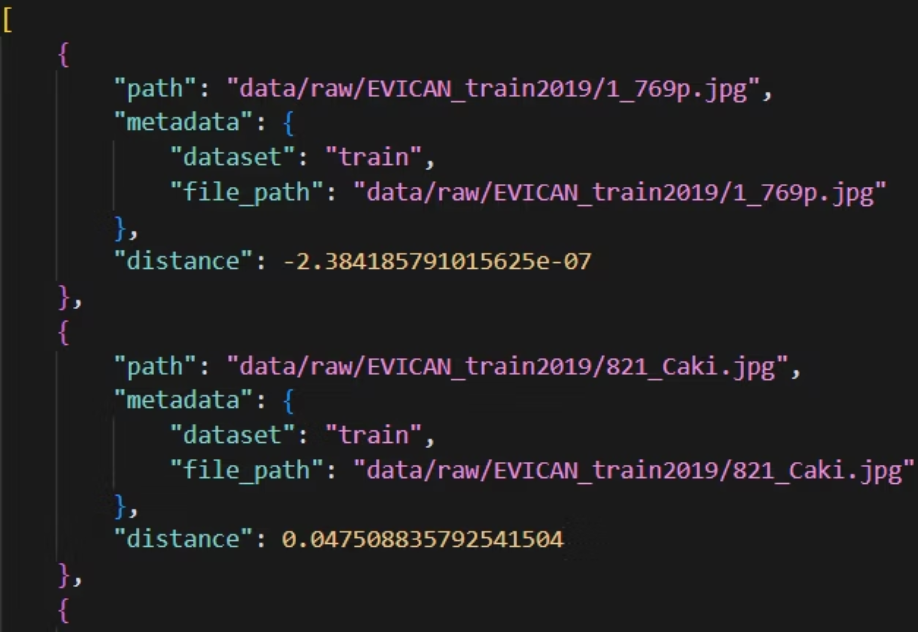 [
    {
        "path": "data/raw/EVICAN_train2019/1_769p.jpg",
        "metadata": {
            "dataset": "train",
            "file_path": "data/raw/EVICAN_train2019/1_769p.jpg"
        },
        "distance": -2.384185791015625e-07
    },
    {
        "path": "data/raw/EVICAN_train2019/821_Caki.jpg",
        "metadata": {
            "dataset": "train",
            "file_path": "data/raw/EVICAN_train2019/821_Caki.jpg"
        },
        "distance": 0.047508835792541504
    },
    {